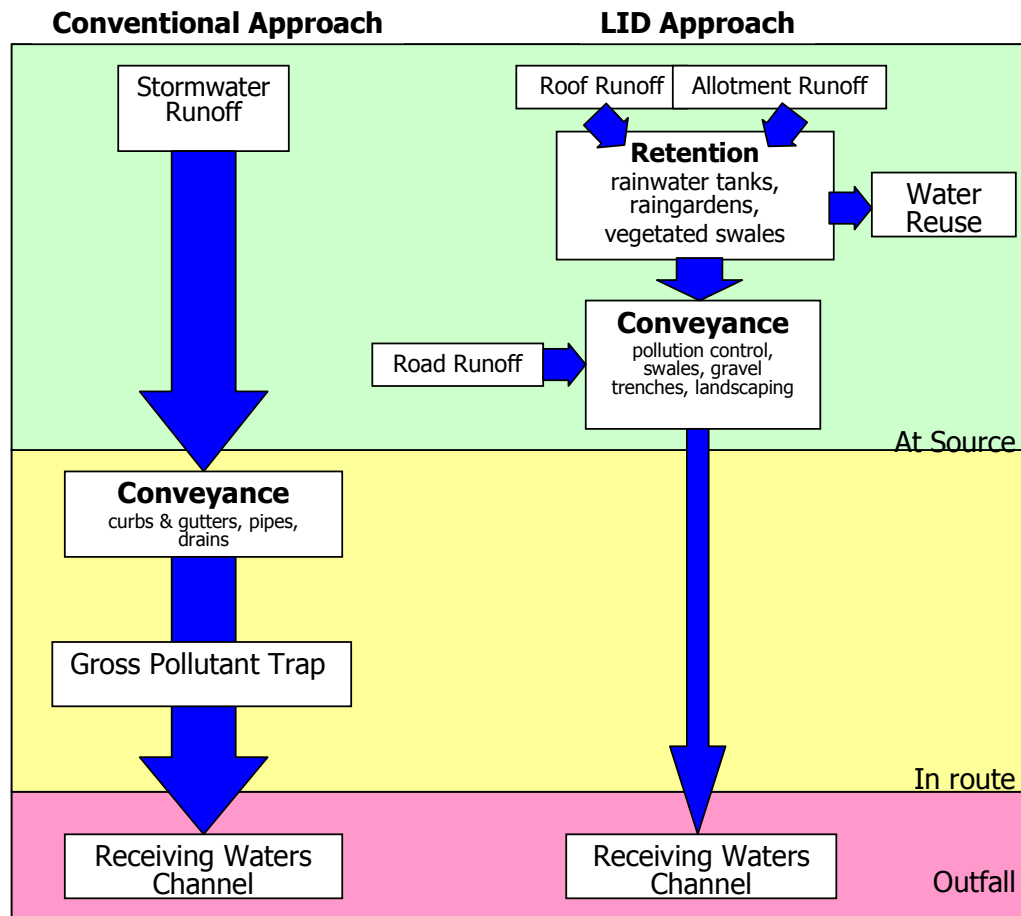 Conventional Approach
LID Approach
Stormwater
Runoff
Roof Runoff
Allotment Runoff
Retention
rainwater tanks,
raingardens,
vegetated swales
Water
Reuse
Conveyance
pollution control,
swales, gravel
trenches, landscaping
Road Runoff
At Source
Conveyance
curbs & gutters, pipes,
drains
Gross Pollutant Trap
In route
Receiving Waters
Channel
Receiving Waters
Channel
Outfall